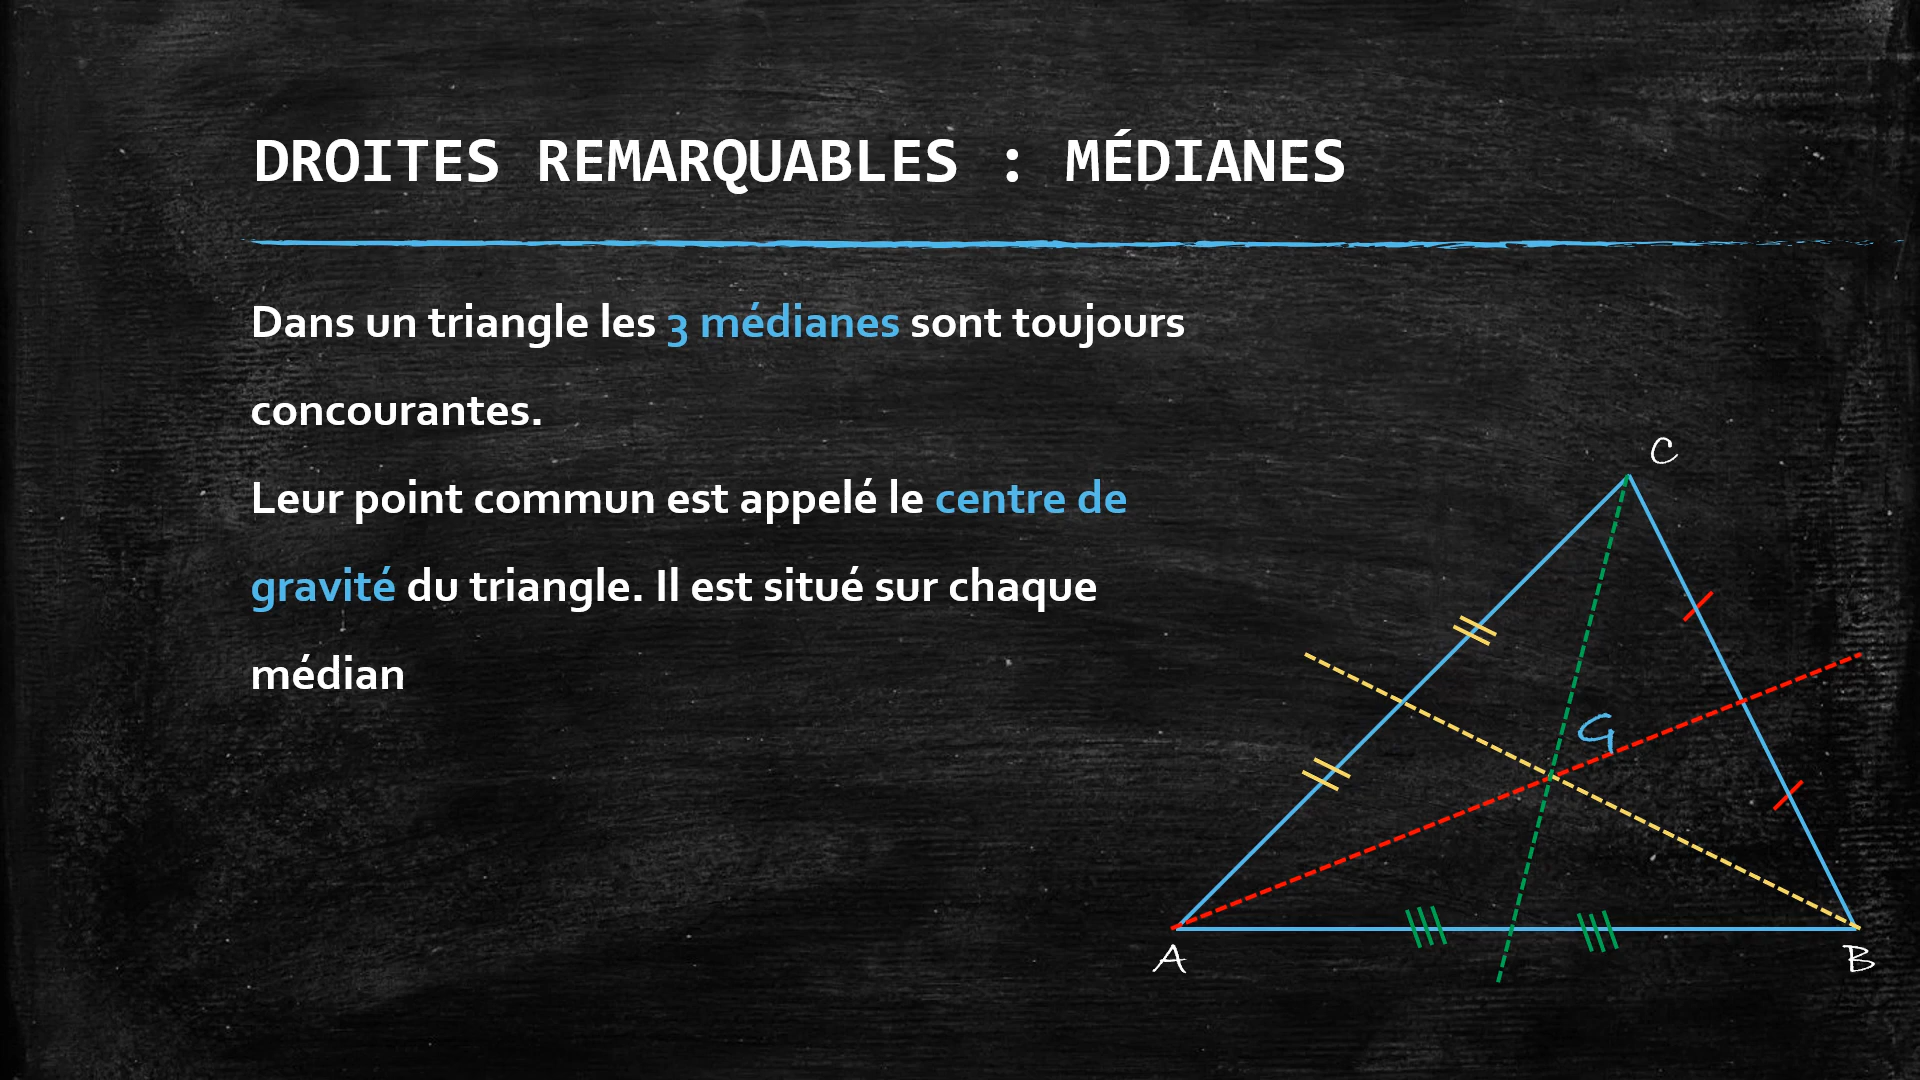 DROITES REMARQUABLES : MÉDIANES
Dans un triangle les 3 médianes sont toujours
concourantes.
Leur point commun est appelé le centre de
gravité du triangle. Il est situé sur chaque
médian
C
G
A
B